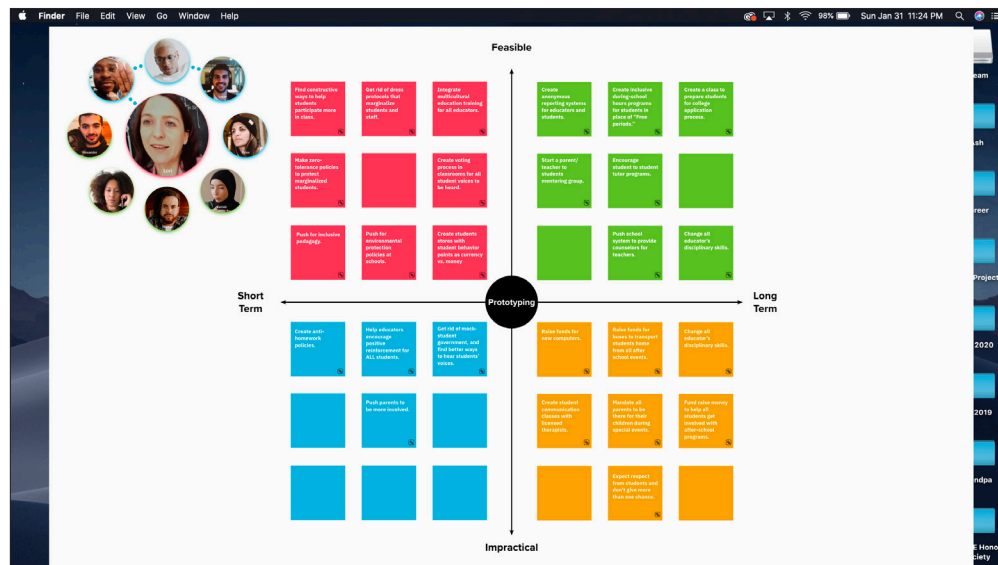 Finder File Edit View Go Window Help
98% Sun Jan 31 11:24 PM
Feasible
Find constructive
ways to help
students
participate more
in class.
Get rid of dress
protocols that
marginalize
students and
staff.
Integrate
multicultural
education training
for all educators.
Create
anonymous
reporting systems
for educators and
students.
Create inclusive
during-school
hours programs
for students in
place of "Free
periods."
Create a class to
prepare students
for college
application
process.
Make zero-
tolerance policies
to protect
marginalized
students.
Create voting
process in
classrooms for all
student voices to
be heard.
Start a parent/
teacher to
students
mentoring group.
Encourage
student to student
tutor programs.
Push for inclusive
pedagogy.
Push for
environmental
protection
policies at
schools.
Create students
stores with
student behavior
points as currency
vs. money
Push school
system to provide
counselors for
teachers.
Change all
educator's
disciplinary skills.
Short
Term
Prototyping
Long
Term
Create anti-
homework
policies.
Help educators
encourage
positive
reinforcement for
ALL students.
Get rid of mock-
student
government, and
find better ways
to hear students'
voices.
Raise funds for
new computers.
Raise funds for
buses to transport
students home
from all after
school events.
Change all
educator's
disciplinary skills.
Push parents to
be more involved.
Create student
communication
classes with
licensed
therapists.
Mandate all
parents to be
there for their
children during
special events.
Fund raise money
to help all
students get
involved with
after-school
programs.
Expect respect
from students and
don't give more
than one chance.
Impractical
eam
Ash
reer
Project
2020
2019
ndpa
E Hono
ciety